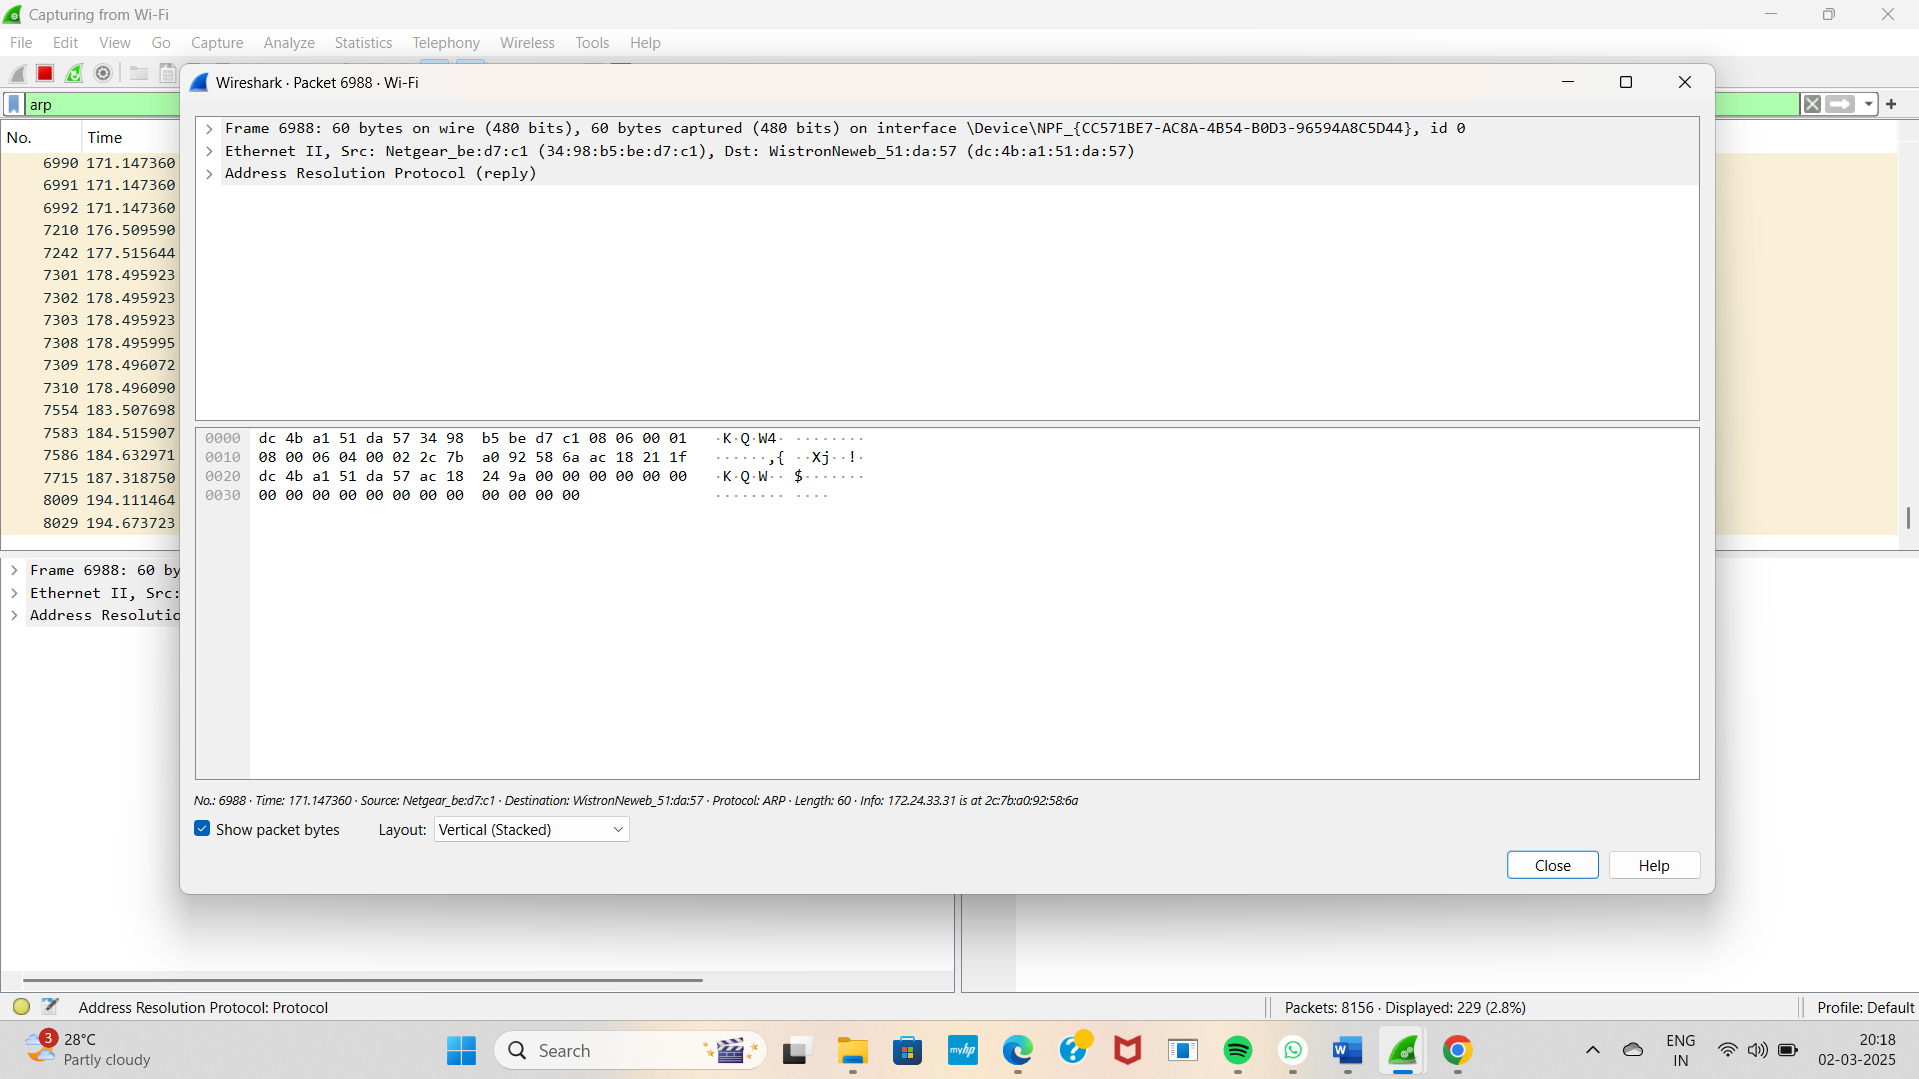 Capturing from Wi-Fi
File Edit View Go Capture Analyze Statistics Telephony Wireless Tools Help
Wireshark · Packet 6988 · Wi-Fi
arp
No. Time
6990 171.147360
6991 171.147360
6992 171.147360
7210 176.509590
7242 177.515644
7301 178.495923
7302 178.495923
7303 178.495923
7308 178.495995
7309 178.496072
7310 178.496090
7554 183.507698
7583 184.515907
7586 184.632971
7715 187.318750
8009 194.111464
8029 194.673723
Frame 6988: 60 by
Ethernet II, Src:
Address Resolutio
Frame 6988: 60 bytes on wire (480 bits), 60 bytes captured (480 bits) on interface \Device\NPF_{CC571BE7-AC8A-4B54-B0D3-96594A8C5D44}, id 0
Ethernet II, Src: Netgear_be:d7:c1 (34:98:b5:be:d7:c1), Dst: WistronNeweb_51:da:57 (dc:4b:a1:51:da:57)
Address Resolution Protocol (reply)
0000 dc 4b a1 51 da 57 34 98 b5 be d7 c1 08 06 00 01 ·K·Q·W4· ········
0010 08 00 06 04 00 02 2c 7b a0 92 58 6a ac 18 21 1f ······,{ ··Xj··!·
0020 dc 4b a1 51 da 57 ac 18 24 9a 00 00 00 00 00 00 ·K·Q·W·· $·······
0030 00 00 00 00 00 00 00 00 00 00 00 00 ········ ····
No.: 6988 · Time: 171.147360 · Source: Netgear_be:d7:c1 · Destination: WistronNeweb_51:da:57 · Protocol: ARP · Length: 60 · Info: 172.24.33.31 is at 2c:7b:a0:92:58:6a
Show packet bytes Layout: Vertical (Stacked)
Close Help
Address Resolution Protocol: Protocol
Packets: 8156 · Displayed: 229 (2.8%)
Profile: Default
3
28°C
Partly cloudy
Search
myhp
ENG
IN
20:18
02-03-2025